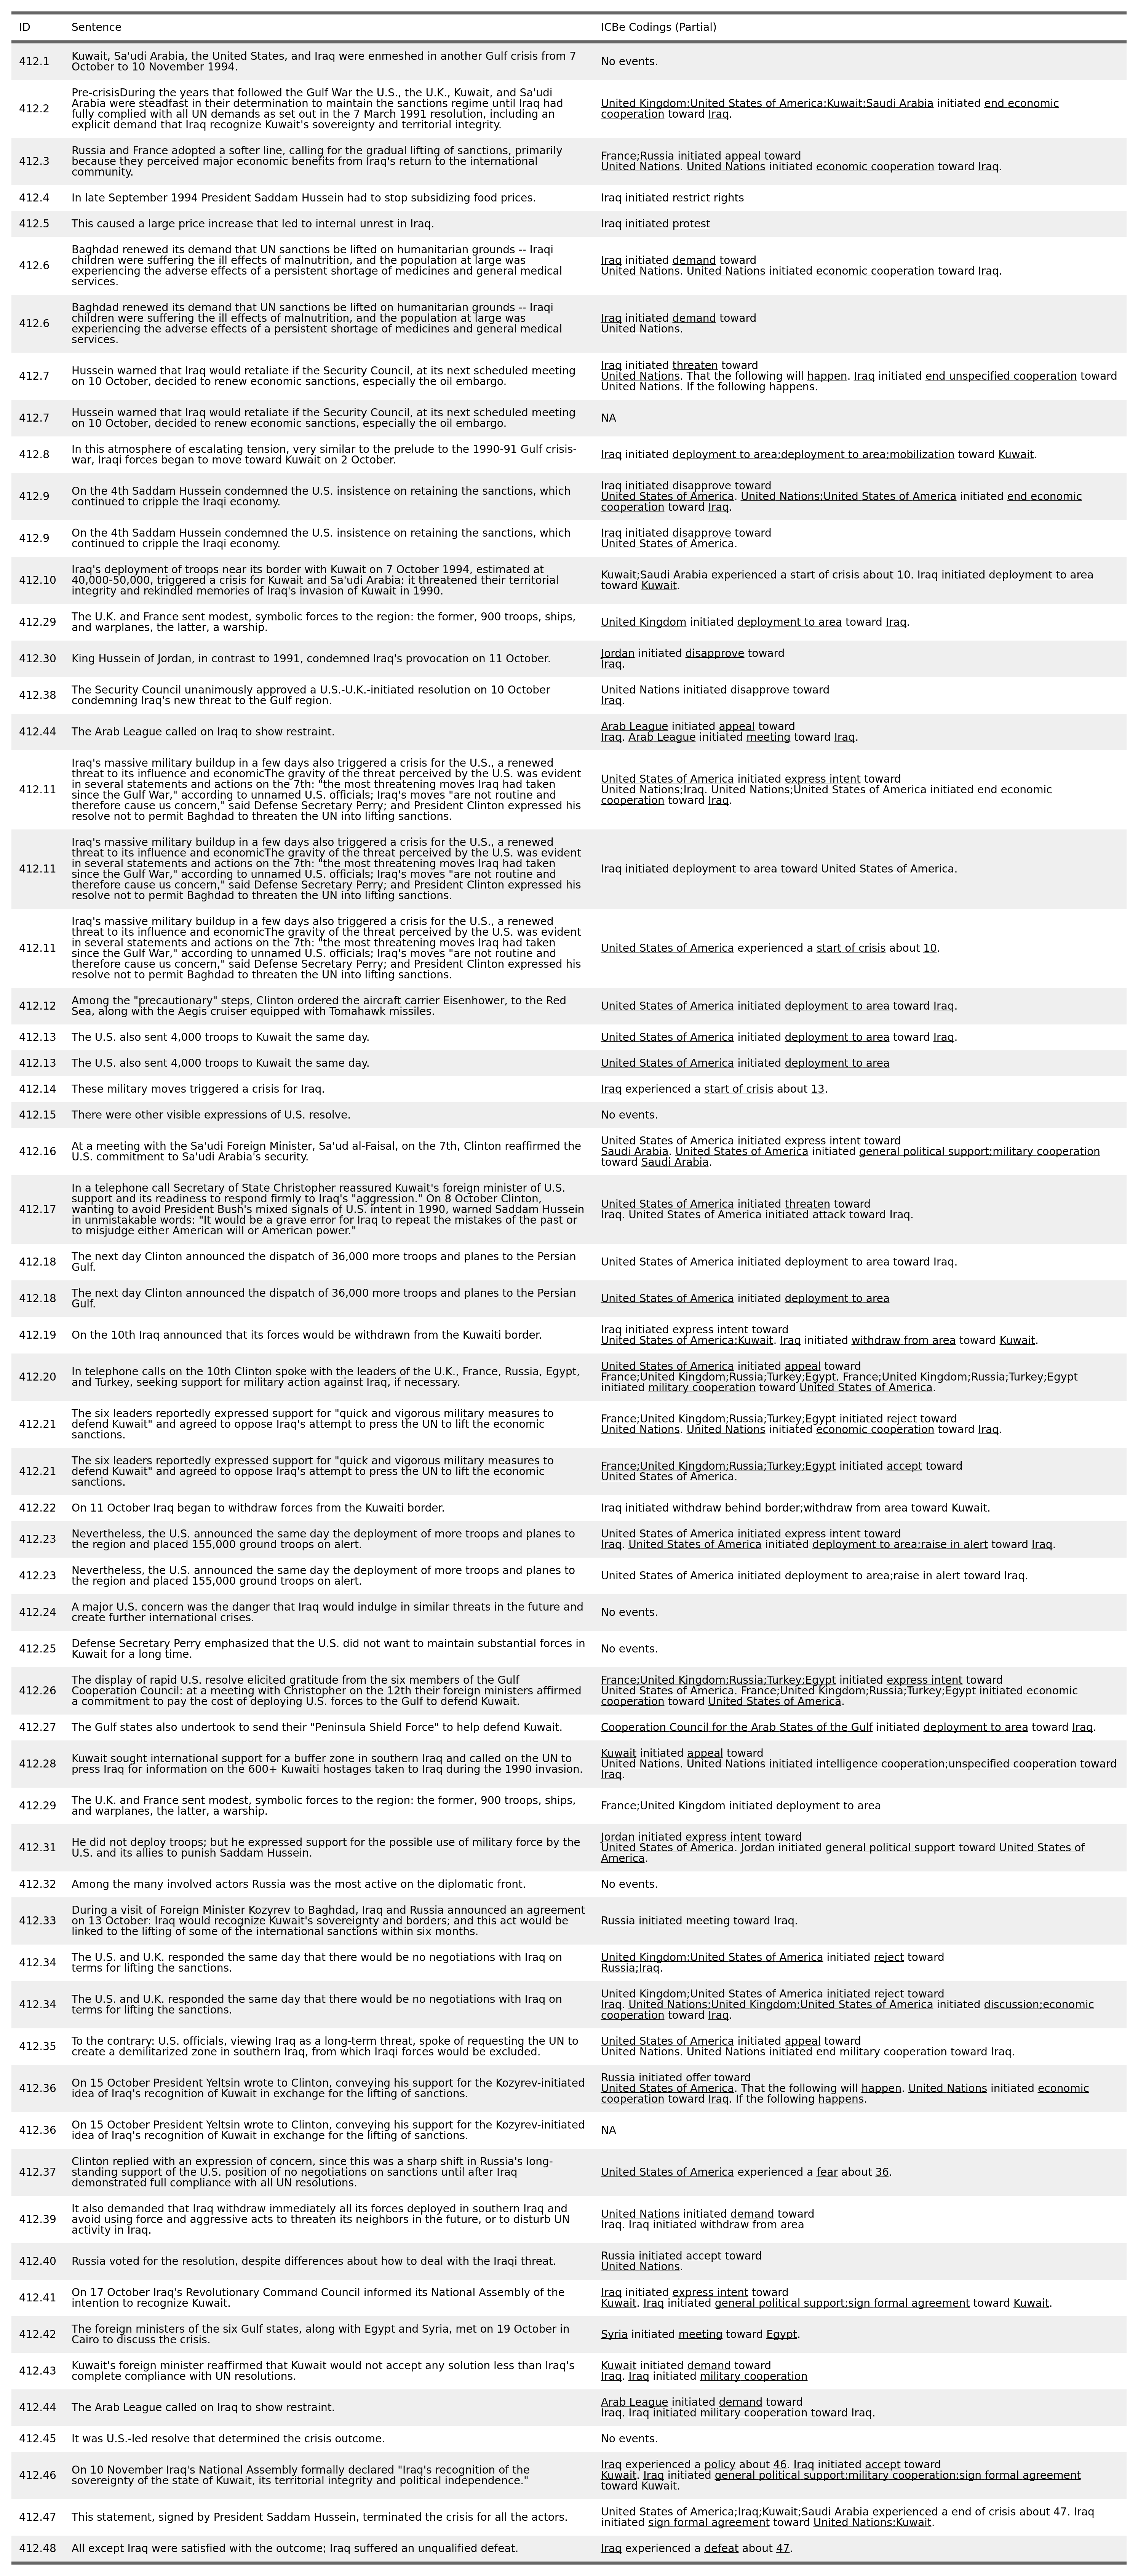 ID Sentence ICBe Codings (Partial)
412.1 Kuwait, Sa'udi Arabia, the United States, and Iraq were enmeshed in another Gulf crisis from 7
October to 10 November 1994.
No events.
412.2 Pre-crisisDuring the years that followed the Gulf War the U.S., the U.K., Kuwait, and Sa'udi
Arabia were steadfast in their determination to maintain the sanctions regime until Iraq had
fully complied with all UN demands as set out in the 7 March 1991 resolution, including an
explicit demand that Iraq recognize Kuwait's sovereignty and territorial integrity.
United Kingdom;United States of America;Kuwait;Saudi Arabia initiated end economic
cooperation toward Iraq.
412.3 Russia and France adopted a softer line, calling for the gradual lifting of sanctions, primarily
because they perceived major economic benefits from Iraq's return to the international
community.
France;Russia initiated appeal toward
United Nations. United Nations initiated economic cooperation toward Iraq.
412.4 In late September 1994 President Saddam Hussein had to stop subsidizing food prices.
Iraq initiated restrict rights
412.5 This caused a large price increase that led to internal unrest in Iraq.
Iraq initiated protest
412.6 Baghdad renewed its demand that UN sanctions be lifted on humanitarian grounds -- Iraqi
children were suffering the ill effects of malnutrition, and the population at large was
experiencing the adverse effects of a persistent shortage of medicines and general medical
services.
Iraq initiated demand toward
United Nations. United Nations initiated economic cooperation toward Iraq.
412.6 Baghdad renewed its demand that UN sanctions be lifted on humanitarian grounds -- Iraqi
children were suffering the ill effects of malnutrition, and the population at large was
experiencing the adverse effects of a persistent shortage of medicines and general medical
services.
Iraq initiated demand toward
United Nations.
412.7 Hussein warned that Iraq would retaliate if the Security Council, at its next scheduled meeting
on 10 October, decided to renew economic sanctions, especially the oil embargo.
Iraq initiated threaten toward
United Nations. That the following will happen. Iraq initiated end unspecified cooperation toward
United Nations. If the following happens.
412.7 Hussein warned that Iraq would retaliate if the Security Council, at its next scheduled meeting
on 10 October, decided to renew economic sanctions, especially the oil embargo.
NA
412.8 In this atmosphere of escalating tension, very similar to the prelude to the 1990-91 Gulf crisis-
war, Iraqi forces began to move toward Kuwait on 2 October.
Iraq initiated deployment to area;deployment to area;mobilization toward Kuwait.
412.9 On the 4th Saddam Hussein condemned the U.S. insistence on retaining the sanctions, which
continued to cripple the Iraqi economy.
Iraq initiated disapprove toward
United States of America. United Nations;United States of America initiated end economic
cooperation toward Iraq.
412.9 On the 4th Saddam Hussein condemned the U.S. insistence on retaining the sanctions, which
continued to cripple the Iraqi economy.
Iraq initiated disapprove toward
United States of America.
412.10 Iraq's deployment of troops near its border with Kuwait on 7 October 1994, estimated at
40,000-50,000, triggered a crisis for Kuwait and Sa'udi Arabia: it threatened their territorial
integrity and rekindled memories of Iraq's invasion of Kuwait in 1990.
Kuwait;Saudi Arabia experienced a start of crisis about 10. Iraq initiated deployment to area
toward Kuwait.
412.29 The U.K. and France sent modest, symbolic forces to the region: the former, 900 troops, ships,
and warplanes, the latter, a warship.
United Kingdom initiated deployment to area toward Iraq.
412.30 King Hussein of Jordan, in contrast to 1991, condemned Iraq's provocation on 11 October.
Jordan initiated disapprove toward
Iraq.
412.38 The Security Council unanimously approved a U.S.-U.K.-initiated resolution on 10 October
condemning Iraq's new threat to the Gulf region.
United Nations initiated disapprove toward
Iraq.
412.44 The Arab League called on Iraq to show restraint.
Arab League initiated appeal toward
Iraq. Arab League initiated meeting toward Iraq.
412.11 Iraq's massive military buildup in a few days also triggered a crisis for the U.S., a renewed
threat to its influence and economicThe gravity of the threat perceived by the U.S. was evident
in several statements and actions on the 7th: "the most threatening moves Iraq had taken
since the Gulf War," according to unnamed U.S. officials; Iraq's moves "are not routine and
therefore cause us concern," said Defense Secretary Perry; and President Clinton expressed his
resolve not to permit Baghdad to threaten the UN into lifting sanctions.
United States of America initiated express intent toward
United Nations;Iraq. United Nations;United States of America initiated end economic
cooperation toward Iraq.
412.11 Iraq's massive military buildup in a few days also triggered a crisis for the U.S., a renewed
threat to its influence and economicThe gravity of the threat perceived by the U.S. was evident
in several statements and actions on the 7th: "the most threatening moves Iraq had taken
since the Gulf War," according to unnamed U.S. officials; Iraq's moves "are not routine and
therefore cause us concern," said Defense Secretary Perry; and President Clinton expressed his
resolve not to permit Baghdad to threaten the UN into lifting sanctions.
Iraq initiated deployment to area toward United States of America.
412.11 Iraq's massive military buildup in a few days also triggered a crisis for the U.S., a renewed
threat to its influence and economicThe gravity of the threat perceived by the U.S. was evident
in several statements and actions on the 7th: "the most threatening moves Iraq had taken
since the Gulf War," according to unnamed U.S. officials; Iraq's moves "are not routine and
therefore cause us concern," said Defense Secretary Perry; and President Clinton expressed his
resolve not to permit Baghdad to threaten the UN into lifting sanctions.
United States of America experienced a start of crisis about 10.
412.12 Among the "precautionary" steps, Clinton ordered the aircraft carrier Eisenhower, to the Red
Sea, along with the Aegis cruiser equipped with Tomahawk missiles.
United States of America initiated deployment to area toward Iraq.
412.13 The U.S. also sent 4,000 troops to Kuwait the same day.
United States of America initiated deployment to area toward Iraq.
412.13 The U.S. also sent 4,000 troops to Kuwait the same day.
United States of America initiated deployment to area
412.14 These military moves triggered a crisis for Iraq.
Iraq experienced a start of crisis about 13.
412.15 There were other visible expressions of U.S. resolve.
No events.
412.16 At a meeting with the Sa'udi Foreign Minister, Sa'ud al-Faisal, on the 7th, Clinton reaffirmed the
U.S. commitment to Sa'udi Arabia's security.
United States of America initiated express intent toward
Saudi Arabia. United States of America initiated general political support;military cooperation
toward Saudi Arabia.
412.17 In a telephone call Secretary of State Christopher reassured Kuwait's foreign minister of U.S.
support and its readiness to respond firmly to Iraq's "aggression." On 8 October Clinton,
wanting to avoid President Bush's mixed signals of U.S. intent in 1990, warned Saddam Hussein
in unmistakable words: "It would be a grave error for Iraq to repeat the mistakes of the past or
to misjudge either American will or American power."
United States of America initiated threaten toward
Iraq. United States of America initiated attack toward Iraq.
412.18 The next day Clinton announced the dispatch of 36,000 more troops and planes to the Persian
Gulf.
United States of America initiated deployment to area toward Iraq.
412.18 The next day Clinton announced the dispatch of 36,000 more troops and planes to the Persian
Gulf.
United States of America initiated deployment to area
412.19 On the 10th Iraq announced that its forces would be withdrawn from the Kuwaiti border.
Iraq initiated express intent toward
United States of America;Kuwait. Iraq initiated withdraw from area toward Kuwait.
412.20 In telephone calls on the 10th Clinton spoke with the leaders of the U.K., France, Russia, Egypt,
and Turkey, seeking support for military action against Iraq, if necessary.
United States of America initiated appeal toward
France;United Kingdom;Russia;Turkey;Egypt. France;United Kingdom;Russia;Turkey;Egypt
initiated military cooperation toward United States of America.
412.21 The six leaders reportedly expressed support for "quick and vigorous military measures to
defend Kuwait" and agreed to oppose Iraq's attempt to press the UN to lift the economic
sanctions.
France;United Kingdom;Russia;Turkey;Egypt initiated reject toward
United Nations. United Nations initiated economic cooperation toward Iraq.
412.21 The six leaders reportedly expressed support for "quick and vigorous military measures to
defend Kuwait" and agreed to oppose Iraq's attempt to press the UN to lift the economic
sanctions.
France;United Kingdom;Russia;Turkey;Egypt initiated accept toward
United States of America.
412.22 On 11 October Iraq began to withdraw forces from the Kuwaiti border.
Iraq initiated withdraw behind border;withdraw from area toward Kuwait.
412.23 Nevertheless, the U.S. announced the same day the deployment of more troops and planes to
the region and placed 155,000 ground troops on alert.
United States of America initiated express intent toward
Iraq. United States of America initiated deployment to area;raise in alert toward Iraq.
412.23 Nevertheless, the U.S. announced the same day the deployment of more troops and planes to
the region and placed 155,000 ground troops on alert.
United States of America initiated deployment to area;raise in alert toward Iraq.
412.24 A major U.S. concern was the danger that Iraq would indulge in similar threats in the future and
create further international crises.
No events.
412.25 Defense Secretary Perry emphasized that the U.S. did not want to maintain substantial forces in
Kuwait for a long time.
No events.
412.26 The display of rapid U.S. resolve elicited gratitude from the six members of the Gulf
Cooperation Council: at a meeting with Christopher on the 12th their foreign ministers affirmed
a commitment to pay the cost of deploying U.S. forces to the Gulf to defend Kuwait.
France;United Kingdom;Russia;Turkey;Egypt initiated express intent toward
United States of America. France;United Kingdom;Russia;Turkey;Egypt initiated economic
cooperation toward United States of America.
412.27 The Gulf states also undertook to send their "Peninsula Shield Force" to help defend Kuwait.
Cooperation Council for the Arab States of the Gulf initiated deployment to area toward Iraq.
412.28 Kuwait sought international support for a buffer zone in southern Iraq and called on the UN to
press Iraq for information on the 600+ Kuwaiti hostages taken to Iraq during the 1990 invasion.
Kuwait initiated appeal toward
United Nations. United Nations initiated intelligence cooperation;unspecified cooperation toward
Iraq.
412.29 The U.K. and France sent modest, symbolic forces to the region: the former, 900 troops, ships,
and warplanes, the latter, a warship.
France;United Kingdom initiated deployment to area
412.31 He did not deploy troops; but he expressed support for the possible use of military force by the
U.S. and its allies to punish Saddam Hussein.
Jordan initiated express intent toward
United States of America. Jordan initiated general political support toward United States of
America.
412.32 Among the many involved actors Russia was the most active on the diplomatic front.
No events.
412.33 During a visit of Foreign Minister Kozyrev to Baghdad, Iraq and Russia announced an agreement
on 13 October: Iraq would recognize Kuwait's sovereignty and borders; and this act would be
linked to the lifting of some of the international sanctions within six months.
Russia initiated meeting toward Iraq.
412.34 The U.S. and U.K. responded the same day that there would be no negotiations with Iraq on
terms for lifting the sanctions.
United Kingdom;United States of America initiated reject toward
Russia;Iraq.
412.34 The U.S. and U.K. responded the same day that there would be no negotiations with Iraq on
terms for lifting the sanctions.
United Kingdom;United States of America initiated reject toward
Iraq. United Nations;United Kingdom;United States of America initiated discussion;economic
cooperation toward Iraq.
412.35 To the contrary: U.S. officials, viewing Iraq as a long-term threat, spoke of requesting the UN to
create a demilitarized zone in southern Iraq, from which Iraqi forces would be excluded.
United States of America initiated appeal toward
United Nations. United Nations initiated end military cooperation toward Iraq.
412.36 On 15 October President Yeltsin wrote to Clinton, conveying his support for the Kozyrev-initiated
idea of Iraq's recognition of Kuwait in exchange for the lifting of sanctions.
Russia initiated offer toward
United States of America. That the following will happen. United Nations initiated economic
cooperation toward Iraq. If the following happens.
412.36 On 15 October President Yeltsin wrote to Clinton, conveying his support for the Kozyrev-initiated
idea of Iraq's recognition of Kuwait in exchange for the lifting of sanctions.
NA
412.37 Clinton replied with an expression of concern, since this was a sharp shift in Russia's long-
standing support of the U.S. position of no negotiations on sanctions until after Iraq
demonstrated full compliance with all UN resolutions.
United States of America experienced a fear about 36.
412.39 It also demanded that Iraq withdraw immediately all its forces deployed in southern Iraq and
avoid using force and aggressive acts to threaten its neighbors in the future, or to disturb UN
activity in Iraq.
United Nations initiated demand toward
Iraq. Iraq initiated withdraw from area
412.40 Russia voted for the resolution, despite differences about how to deal with the Iraqi threat.
Russia initiated accept toward
United Nations.
412.41 On 17 October Iraq's Revolutionary Command Council informed its National Assembly of the
intention to recognize Kuwait.
Iraq initiated express intent toward
Kuwait. Iraq initiated general political support;sign formal agreement toward Kuwait.
412.42 The foreign ministers of the six Gulf states, along with Egypt and Syria, met on 19 October in
Cairo to discuss the crisis.
Syria initiated meeting toward Egypt.
412.43 Kuwait's foreign minister reaffirmed that Kuwait would not accept any solution less than Iraq's
complete compliance with UN resolutions.
Kuwait initiated demand toward
Iraq. Iraq initiated military cooperation
412.44 The Arab League called on Iraq to show restraint.
Arab League initiated demand toward
Iraq. Iraq initiated military cooperation toward Iraq.
412.45 It was U.S.-led resolve that determined the crisis outcome.
No events.
412.46 On 10 November Iraq's National Assembly formally declared "Iraq's recognition of the
sovereignty of the state of Kuwait, its territorial integrity and political independence."
Iraq experienced a policy about 46. Iraq initiated accept toward
Kuwait. Iraq initiated general political support;military cooperation;sign formal agreement
toward Kuwait.
412.47 This statement, signed by President Saddam Hussein, terminated the crisis for all the actors.
United States of America;Iraq;Kuwait;Saudi Arabia experienced a end of crisis about 47. Iraq
initiated sign formal agreement toward United Nations;Kuwait.
412.48 All except Iraq were satisfied with the outcome; Iraq suffered an unqualified defeat.
Iraq experienced a defeat about 47.